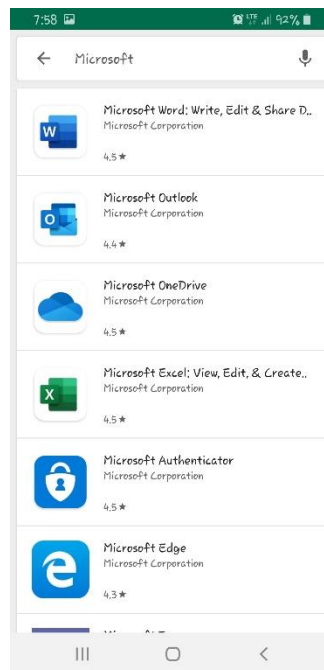 7:58 92%
Microsoft
Microsoft Word: Write, Edit & Share D..
Microsoft Corporation
4.5★
Microsoft Outlook
Microsoft Corporation
4.4★
Microsoft OneDrive
Microsoft Corporation
4.5★
Microsoft Excel: View, Edit, & Create..
Microsoft Corporation
4.5★
Microsoft Authenticator
Microsoft Corporation
4.5★
Microsoft Edge
Microsoft Corporation
4.3★